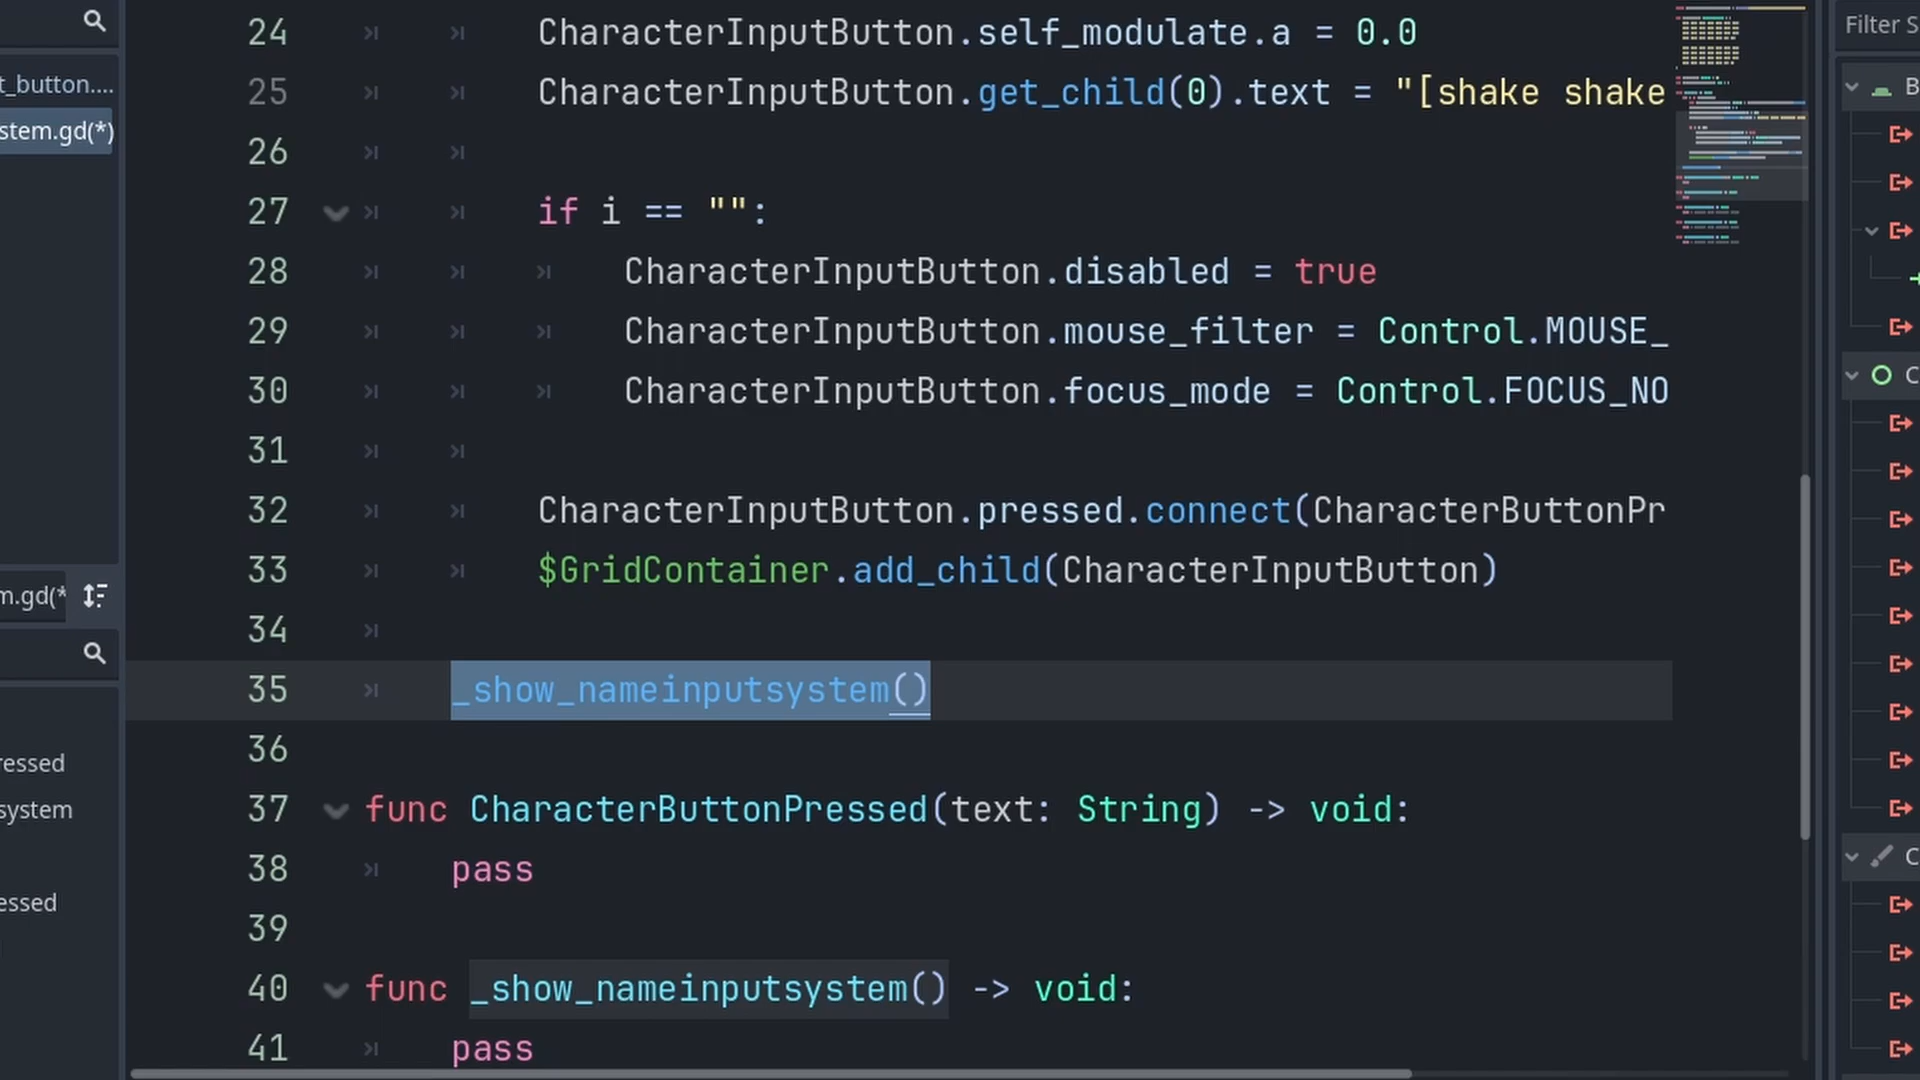 24 CharacterInputButton.self_modulate.a = 0.0
25 CharacterInputButton.get_child(0).text = "[shake shake
26
27 if i == "":
28 CharacterInputButton.disabled = true
29 CharacterInputButton.mouse_filter = Control.MOUSE_
30 CharacterInputButton.focus_mode = Control.FOCUS_NO
31
32 CharacterInputButton.pressed.connect(CharacterButtonPr
33 $GridContainer.add_child(CharacterInputButton)
34
35 _show_nameinputsystem()
36
37 func CharacterButtonPressed(text: String) -> void:
38 pass
39
40 func _show_nameinputsystem() -> void:
41 pass
t_button....
stem.gd(*)
m.gd(*
ressed
system
essed
Filter S
B
C
C